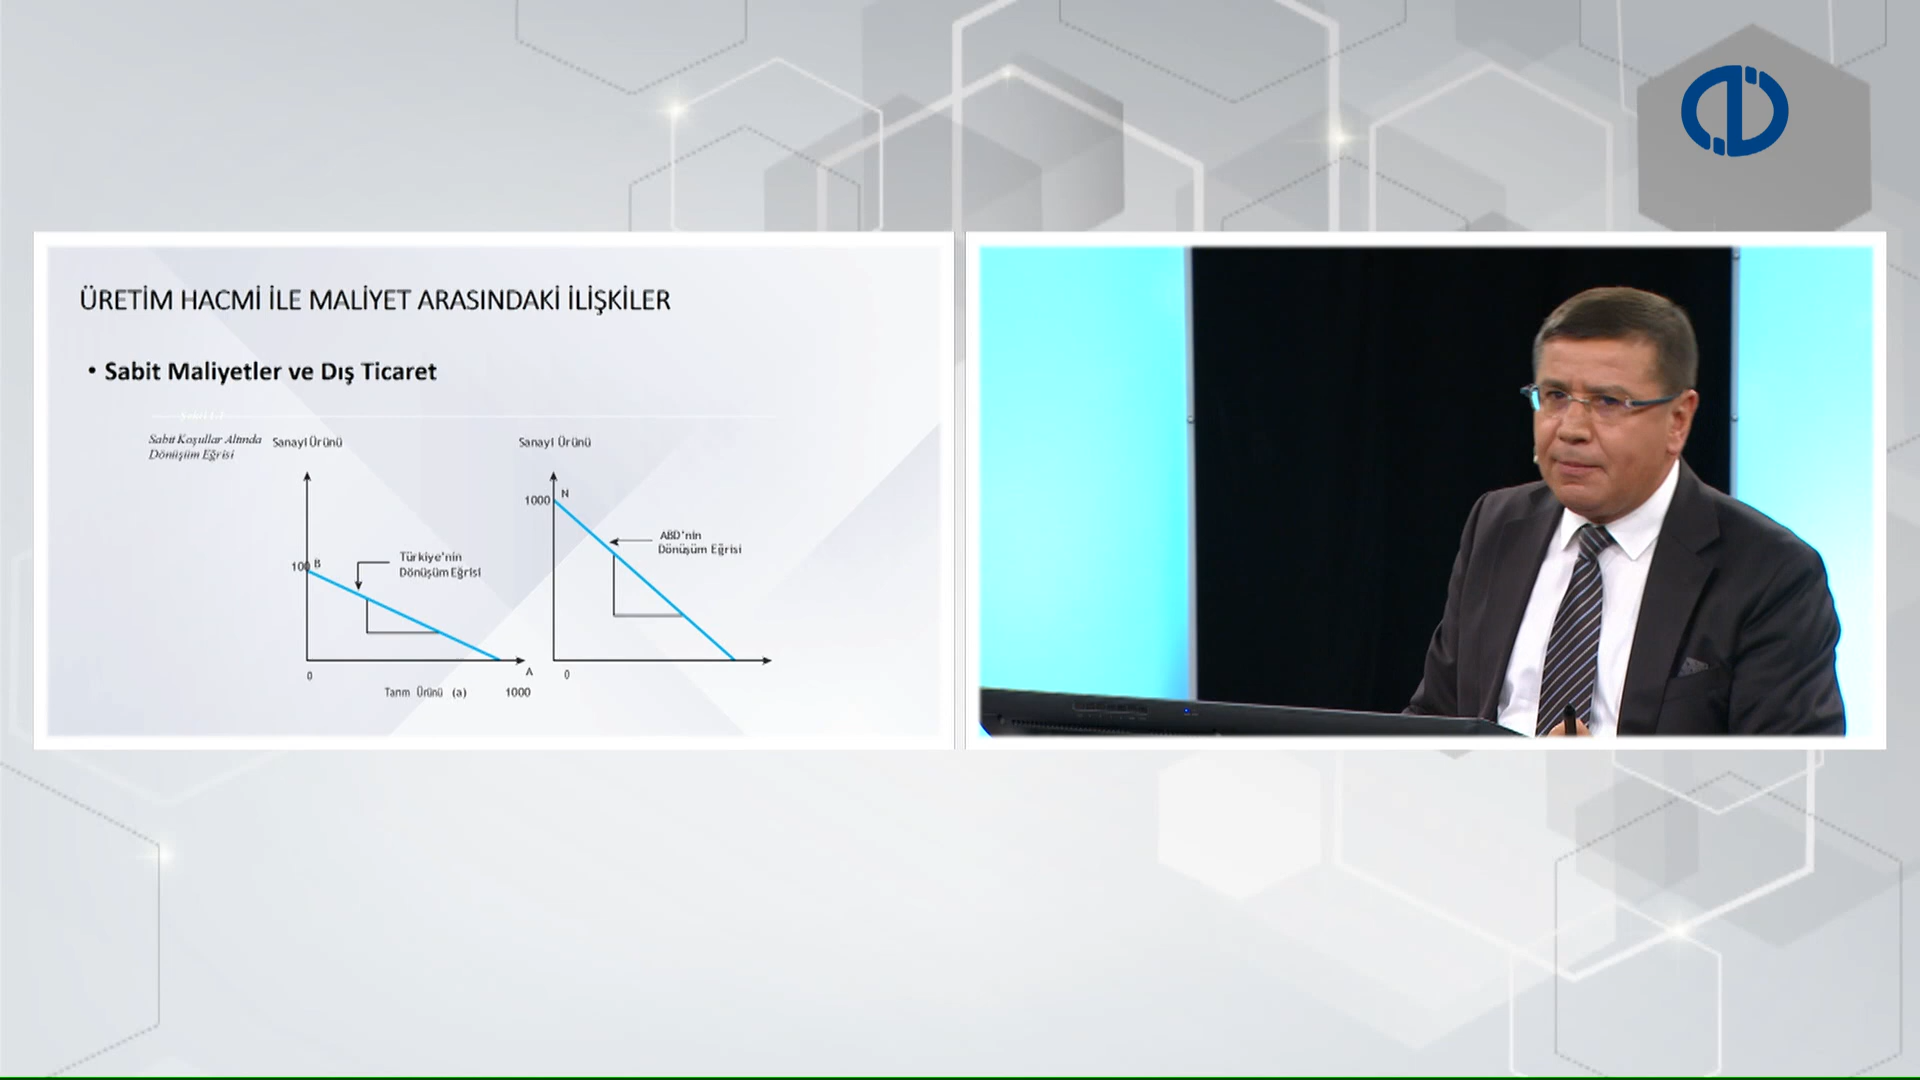 ÜRETİM HACMİ İLE MALİYET ARASINDAKİ İLİŞKİLER
• Sabit Maliyetler ve Dış Ticaret
Sabit Koşullar Altında
Dönüşüm Eğrisi
Sanayi Ürünü
100 B
Türkiye'nin
Dönüşüm Eğrisi
0
A
Tarım Ürünü (a)
1000
Sanayi Ürünü
1000
N
ABD'nin
Dönüşüm Eğrisi
0